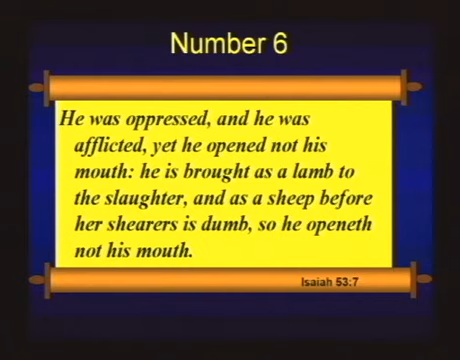 Number 6
He was oppressed, and he was
afflicted, yet he opened not his
mouth: he is brought as a lamb to
the slaughter, and as a sheep before
her shearers is dumb, so he openeth
not his mouth.
Isaiah 53:7